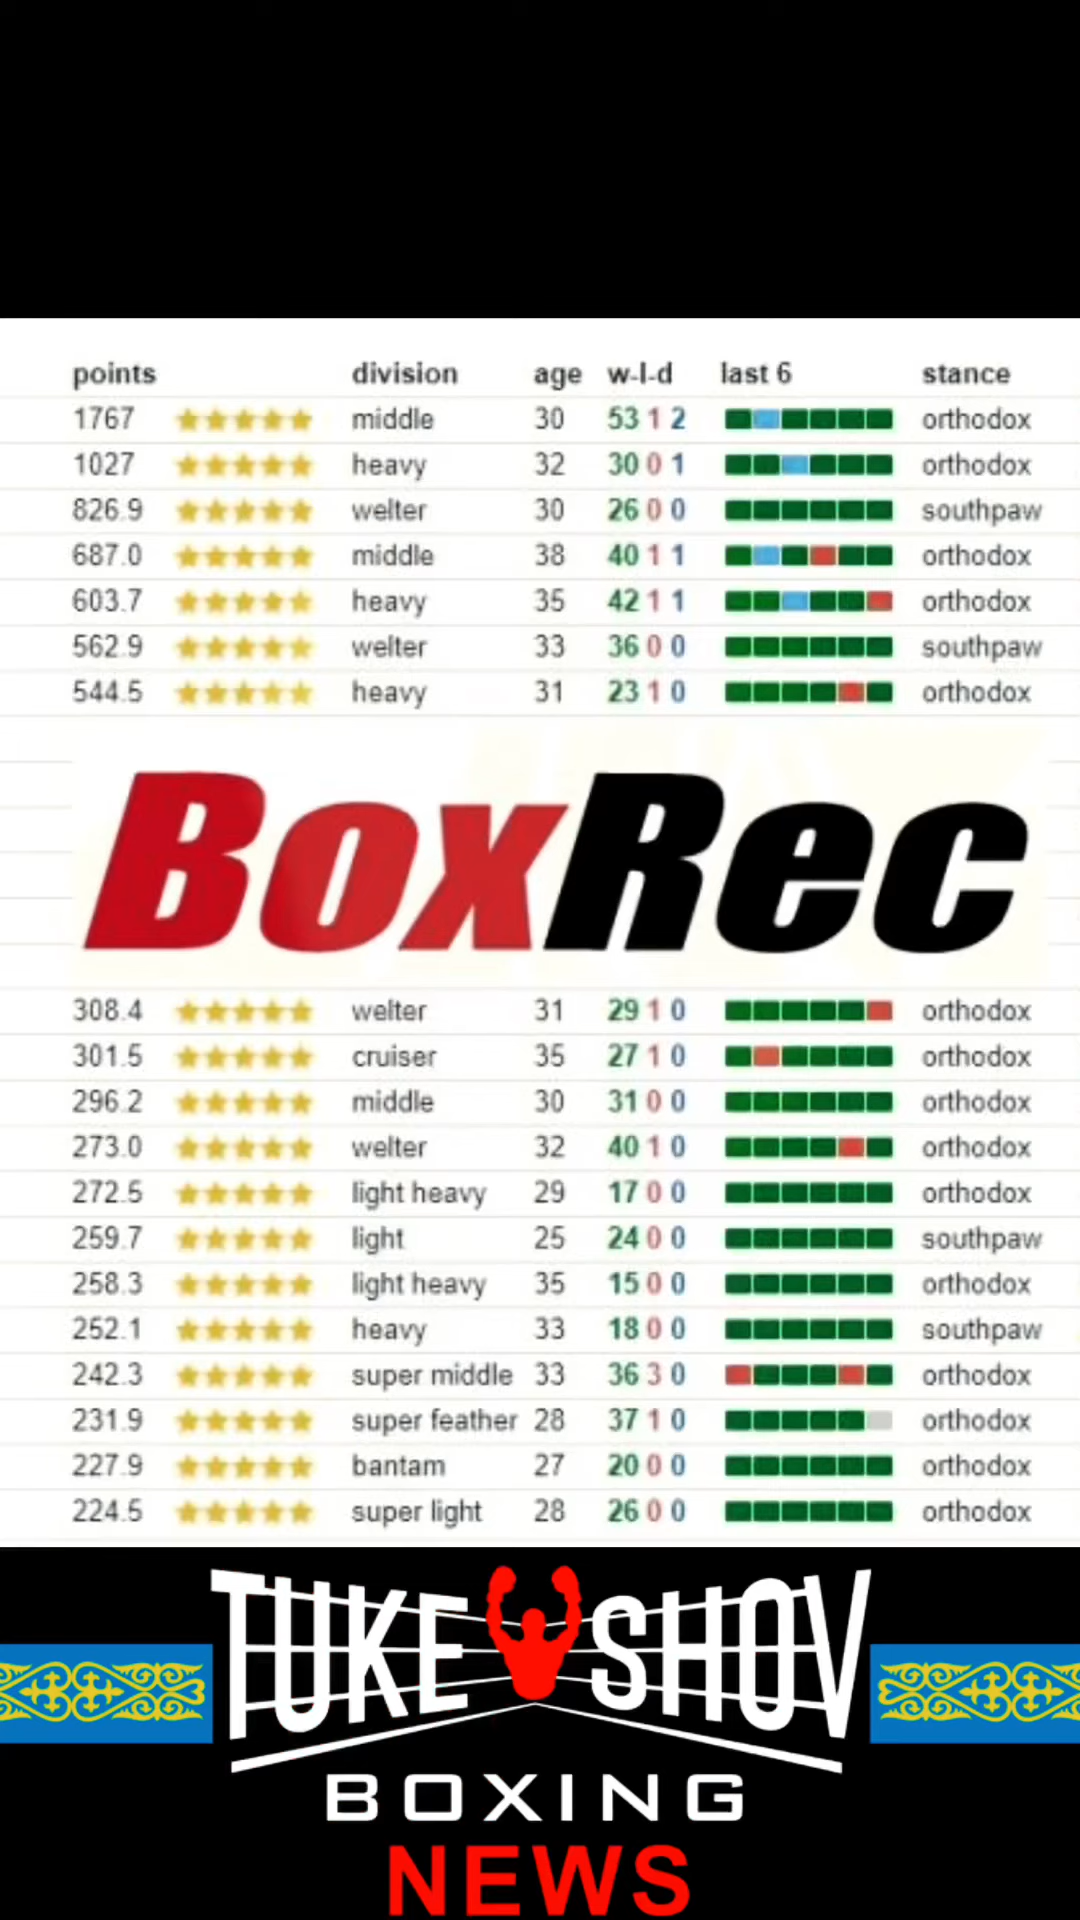 points division age w-l-d last 6 stance
1767 middle 30 53 1 2 orthodox
1027 heavy 32 30 0 1 orthodox
826.9 welter 30 26 0 0 southpaw
687.0 middle 38 40 1 1 orthodox
603.7 heavy 35 42 1 1 orthodox
562.9 welter 33 36 0 0 southpaw
544.5 heavy 31 23 1 0 orthodox
BoxRec
308.4 welter 31 29 1 0 orthodox
301.5 cruiser 35 27 1 0 orthodox
296.2 middle 30 31 0 0 orthodox
273.0 welter 32 40 1 0 orthodox
272.5 light heavy 29 17 0 0 orthodox
259.7 light 25 24 0 0 southpaw
258.3 light heavy 35 15 0 0 orthodox
252.1 heavy 33 18 0 0 southpaw
242.3 super middle 33 36 3 0 orthodox
231.9 super feather 28 37 1 0 orthodox
227.9 bantam 27 20 0 0 orthodox
224.5 super light 28 26 0 0 orthodox
TUKESHOV
BOXING
NEWS